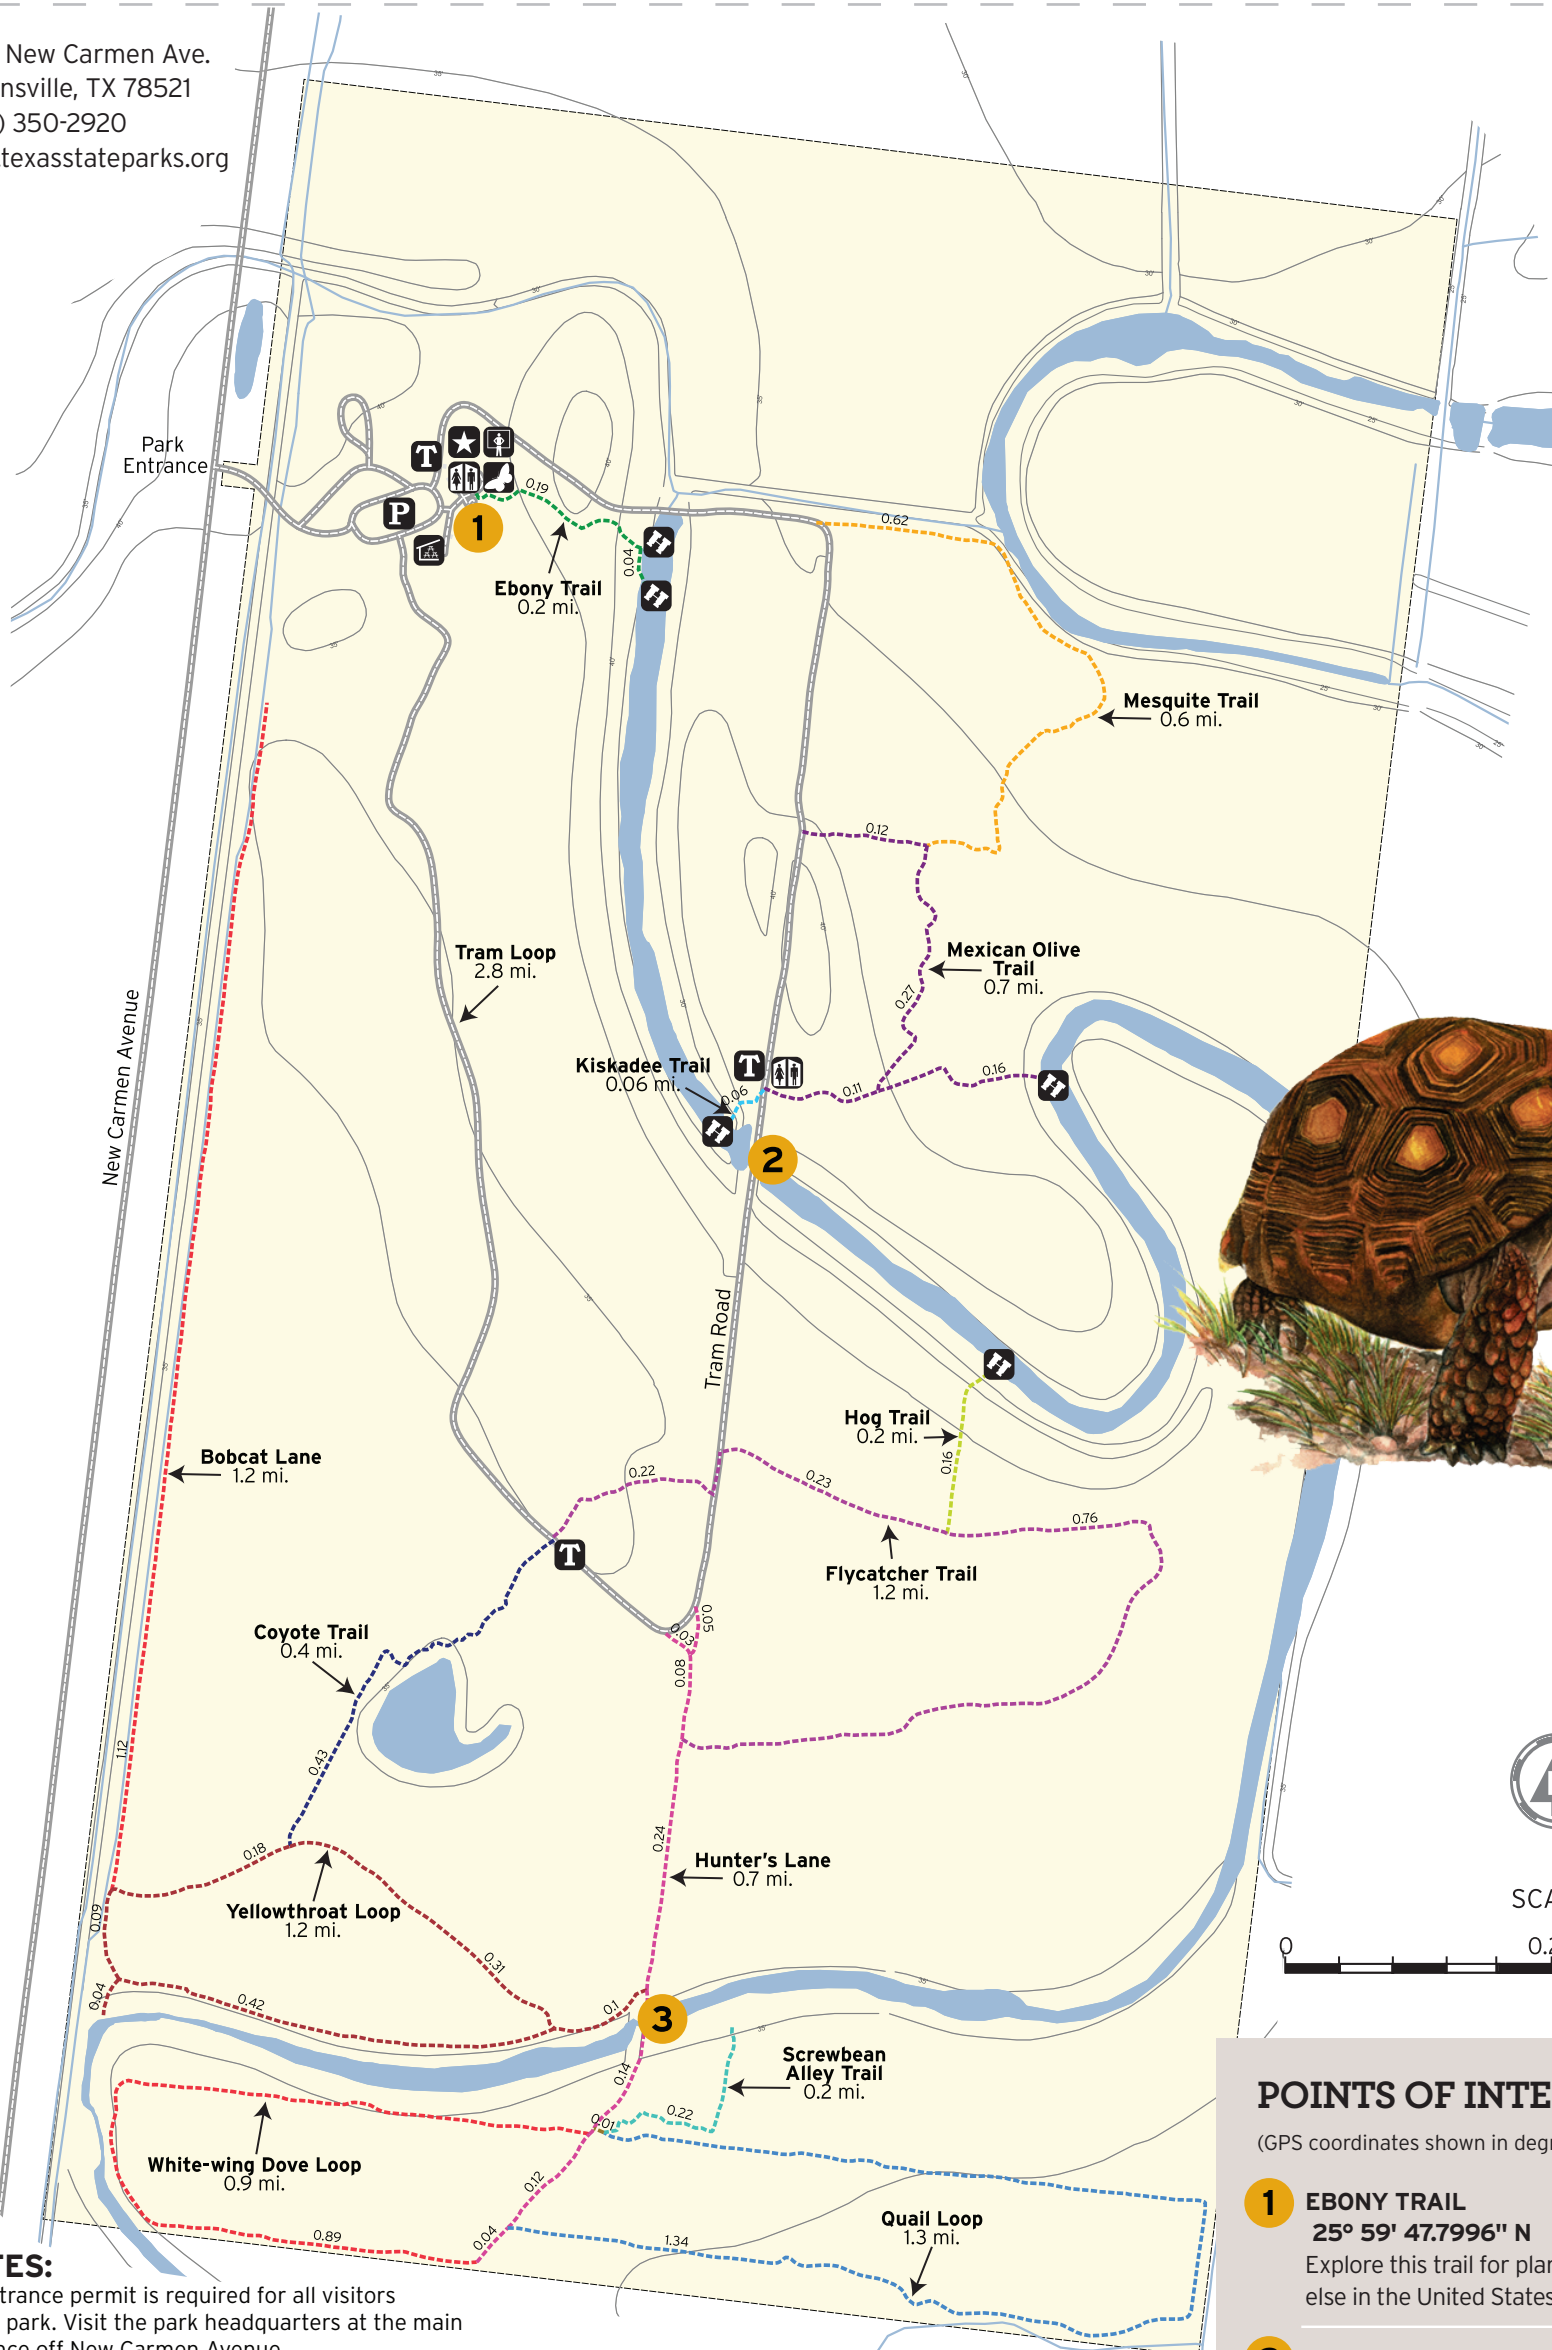 New Carmen Ave.
nsville, TX 78521
) 350-2920
texasstateparks.org
Park
Entrance
T
P
1
0.19
0.04
Ebony Trail
0.2 mi.
0.62
Mesquite Trail
0.6 mi.
0.12
Mexican Olive
Trail
0.7 mi.
0.27
Tram Loop
2.8 mi.
New Carmen Avenue
Kiskadee Trail
0.06 mi.
0.06
T
0.11
0.16
2
Tram Road
Hog Trail
0.2 mi.
0.16
Bobcat Lane
1.2 mi.
0.22
0.23
0.76
Flycatcher Trail
1.2 mi.
T
0.05
0.03
0.08
Coyote Trail
0.4 mi.
0.43
1.12
0.24
Hunter's Lane
0.7 mi.
0.18
Yellowthroat Loop
1.2 mi.
0.09
0.04
0.42
0.31
0.1
3
0.14
Screwbean
Alley Trail
0.2 mi.
0.22
0.01
White-wing Dove Loop
0.9 mi.
0.12
0.04
0.89
1.34
Quail Loop
1.3 mi.
SCA
0
0.2
POINTS OF INTE
(GPS coordinates shown in degr
1
EBONY TRAIL
25° 59' 47.7996" N
Explore this trail for plan
else in the United States
TES:
trance permit is required for all visitors
park. Visit the park headquarters at the main
nce off New Carmen Avenue